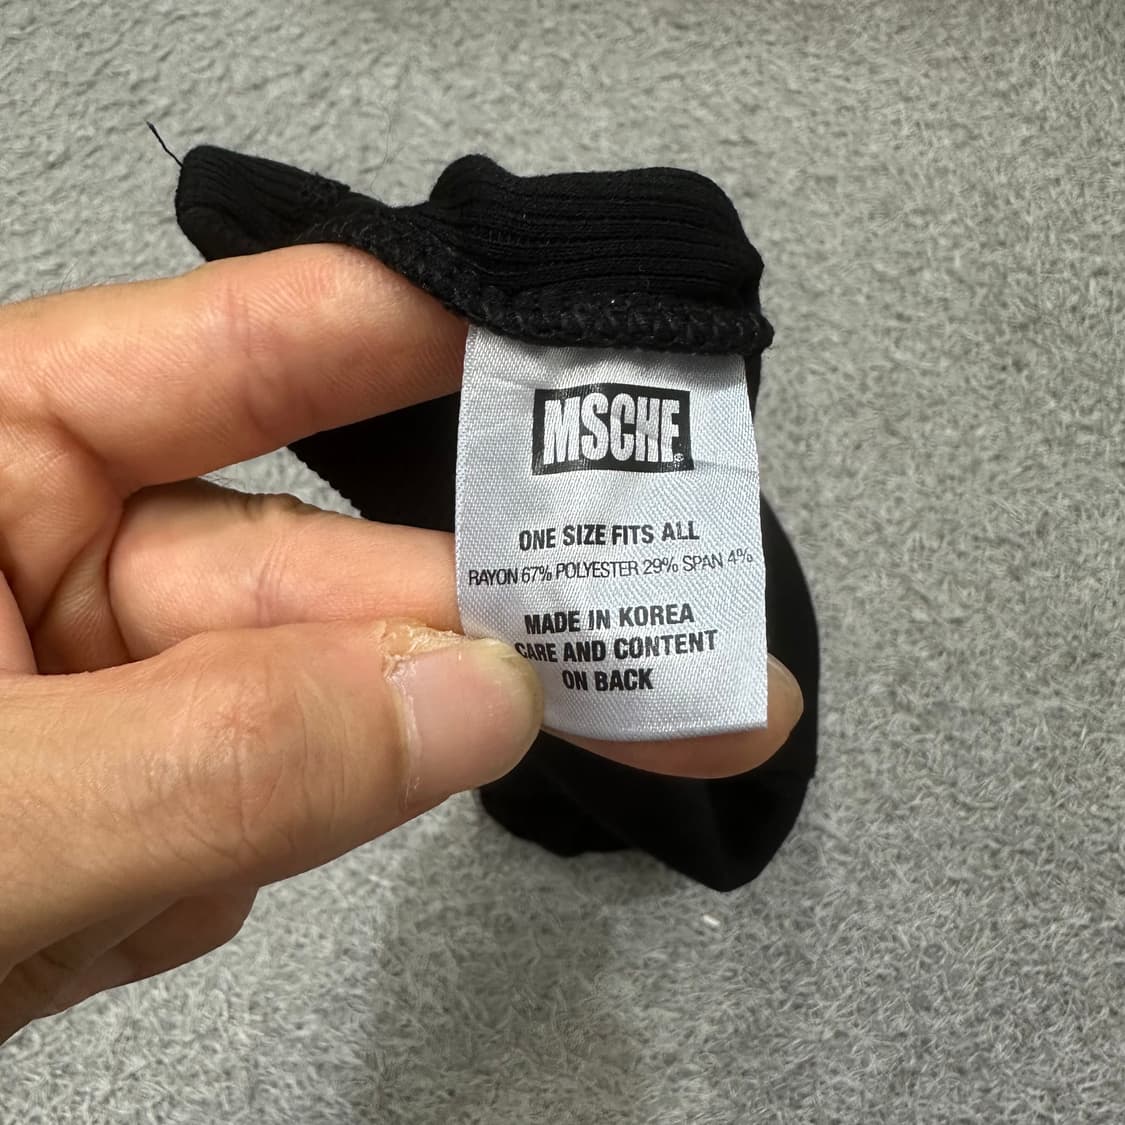 MSCHF
ONE SIZE FITS ALL
RAYON 67% POLYESTER 29% SPAN 4%
MADE IN KOREA
CARE AND CONTENT
ON BACK